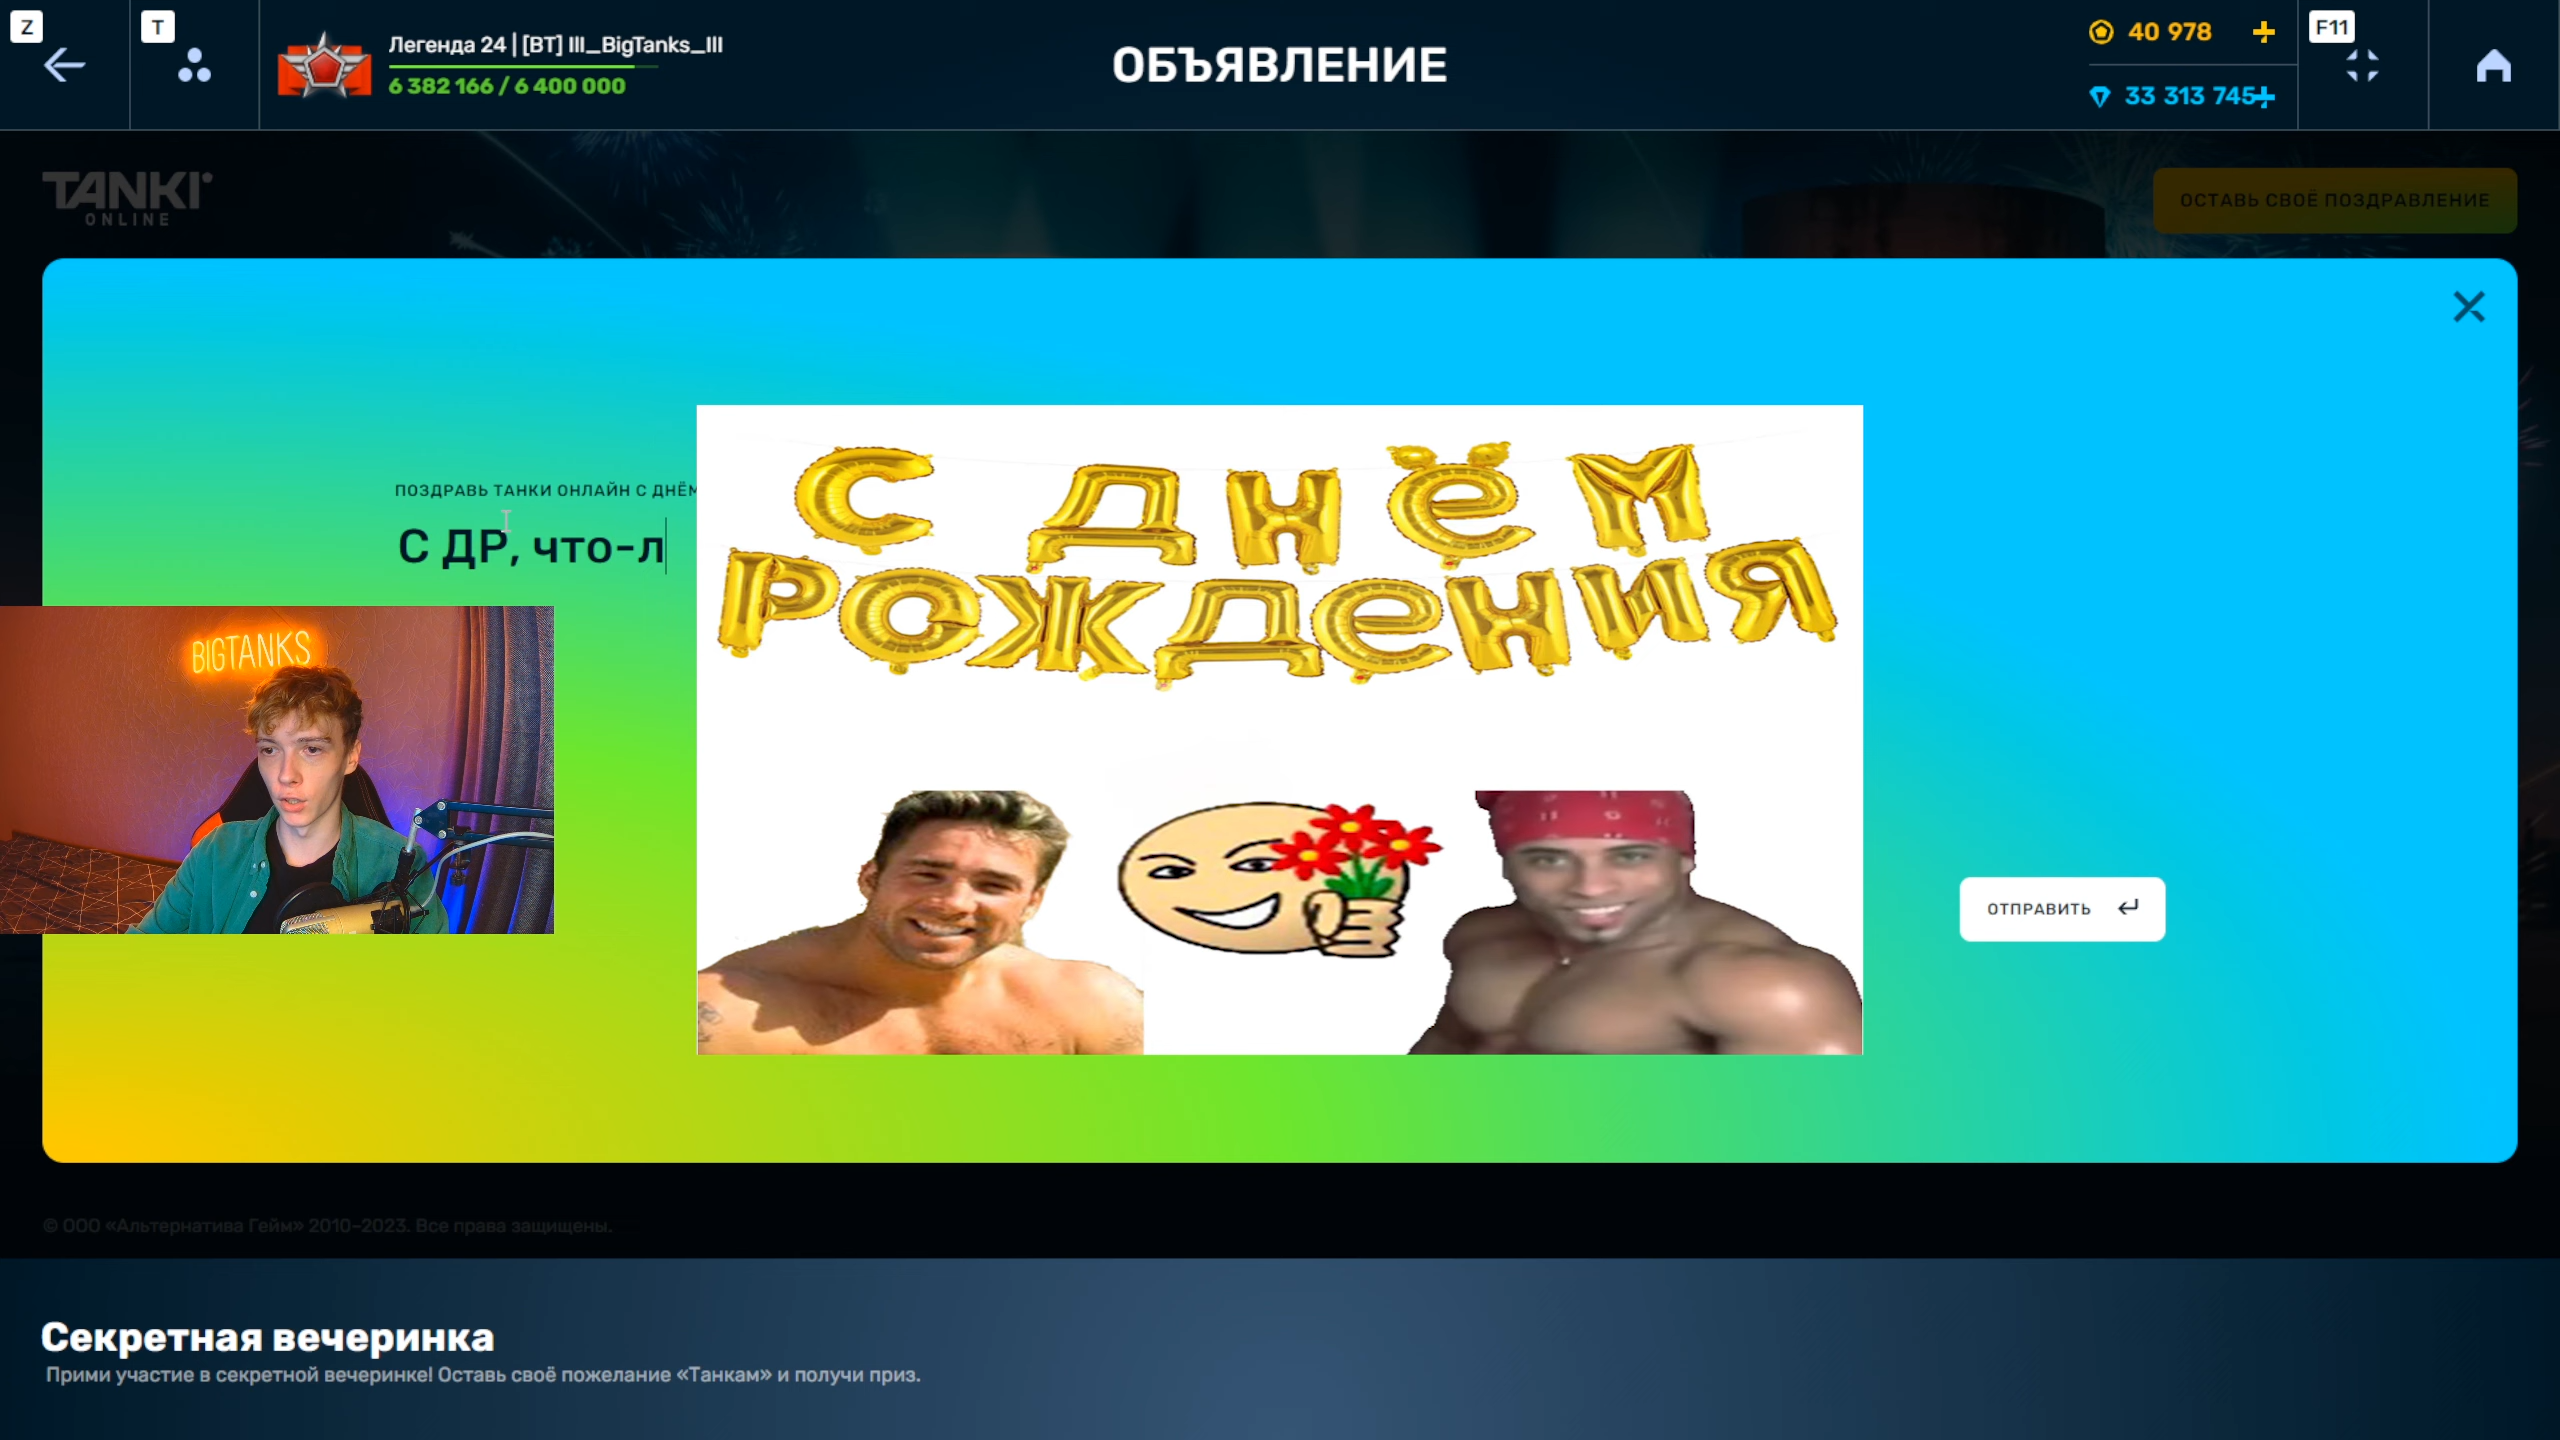 Z
T
Легенда 24 | [BT] III_BigTanks_III
6 382 166 / 6 400 000
ОБЪЯВЛЕНИЕ
40 978
33 313 745
F11
TANKI
ONLINE
ОСТАВЬ СВОЁ ПОЗДРАВЛЕНИЕ
ПОЗДРАВЬ ТАНКИ ОНЛАЙН С ДНЁМ
С ДР, что-л
С ДНЁМ
РОЖДЕНИЯ
BIGTANKS
ОТПРАВИТЬ
© ООО «Альтернатива Гейм» 2010–2023. Все права защищены.
Секретная вечеринка
Прими участие в секретной вечеринке! Оставь своё пожелание «Танкам» и получи приз.